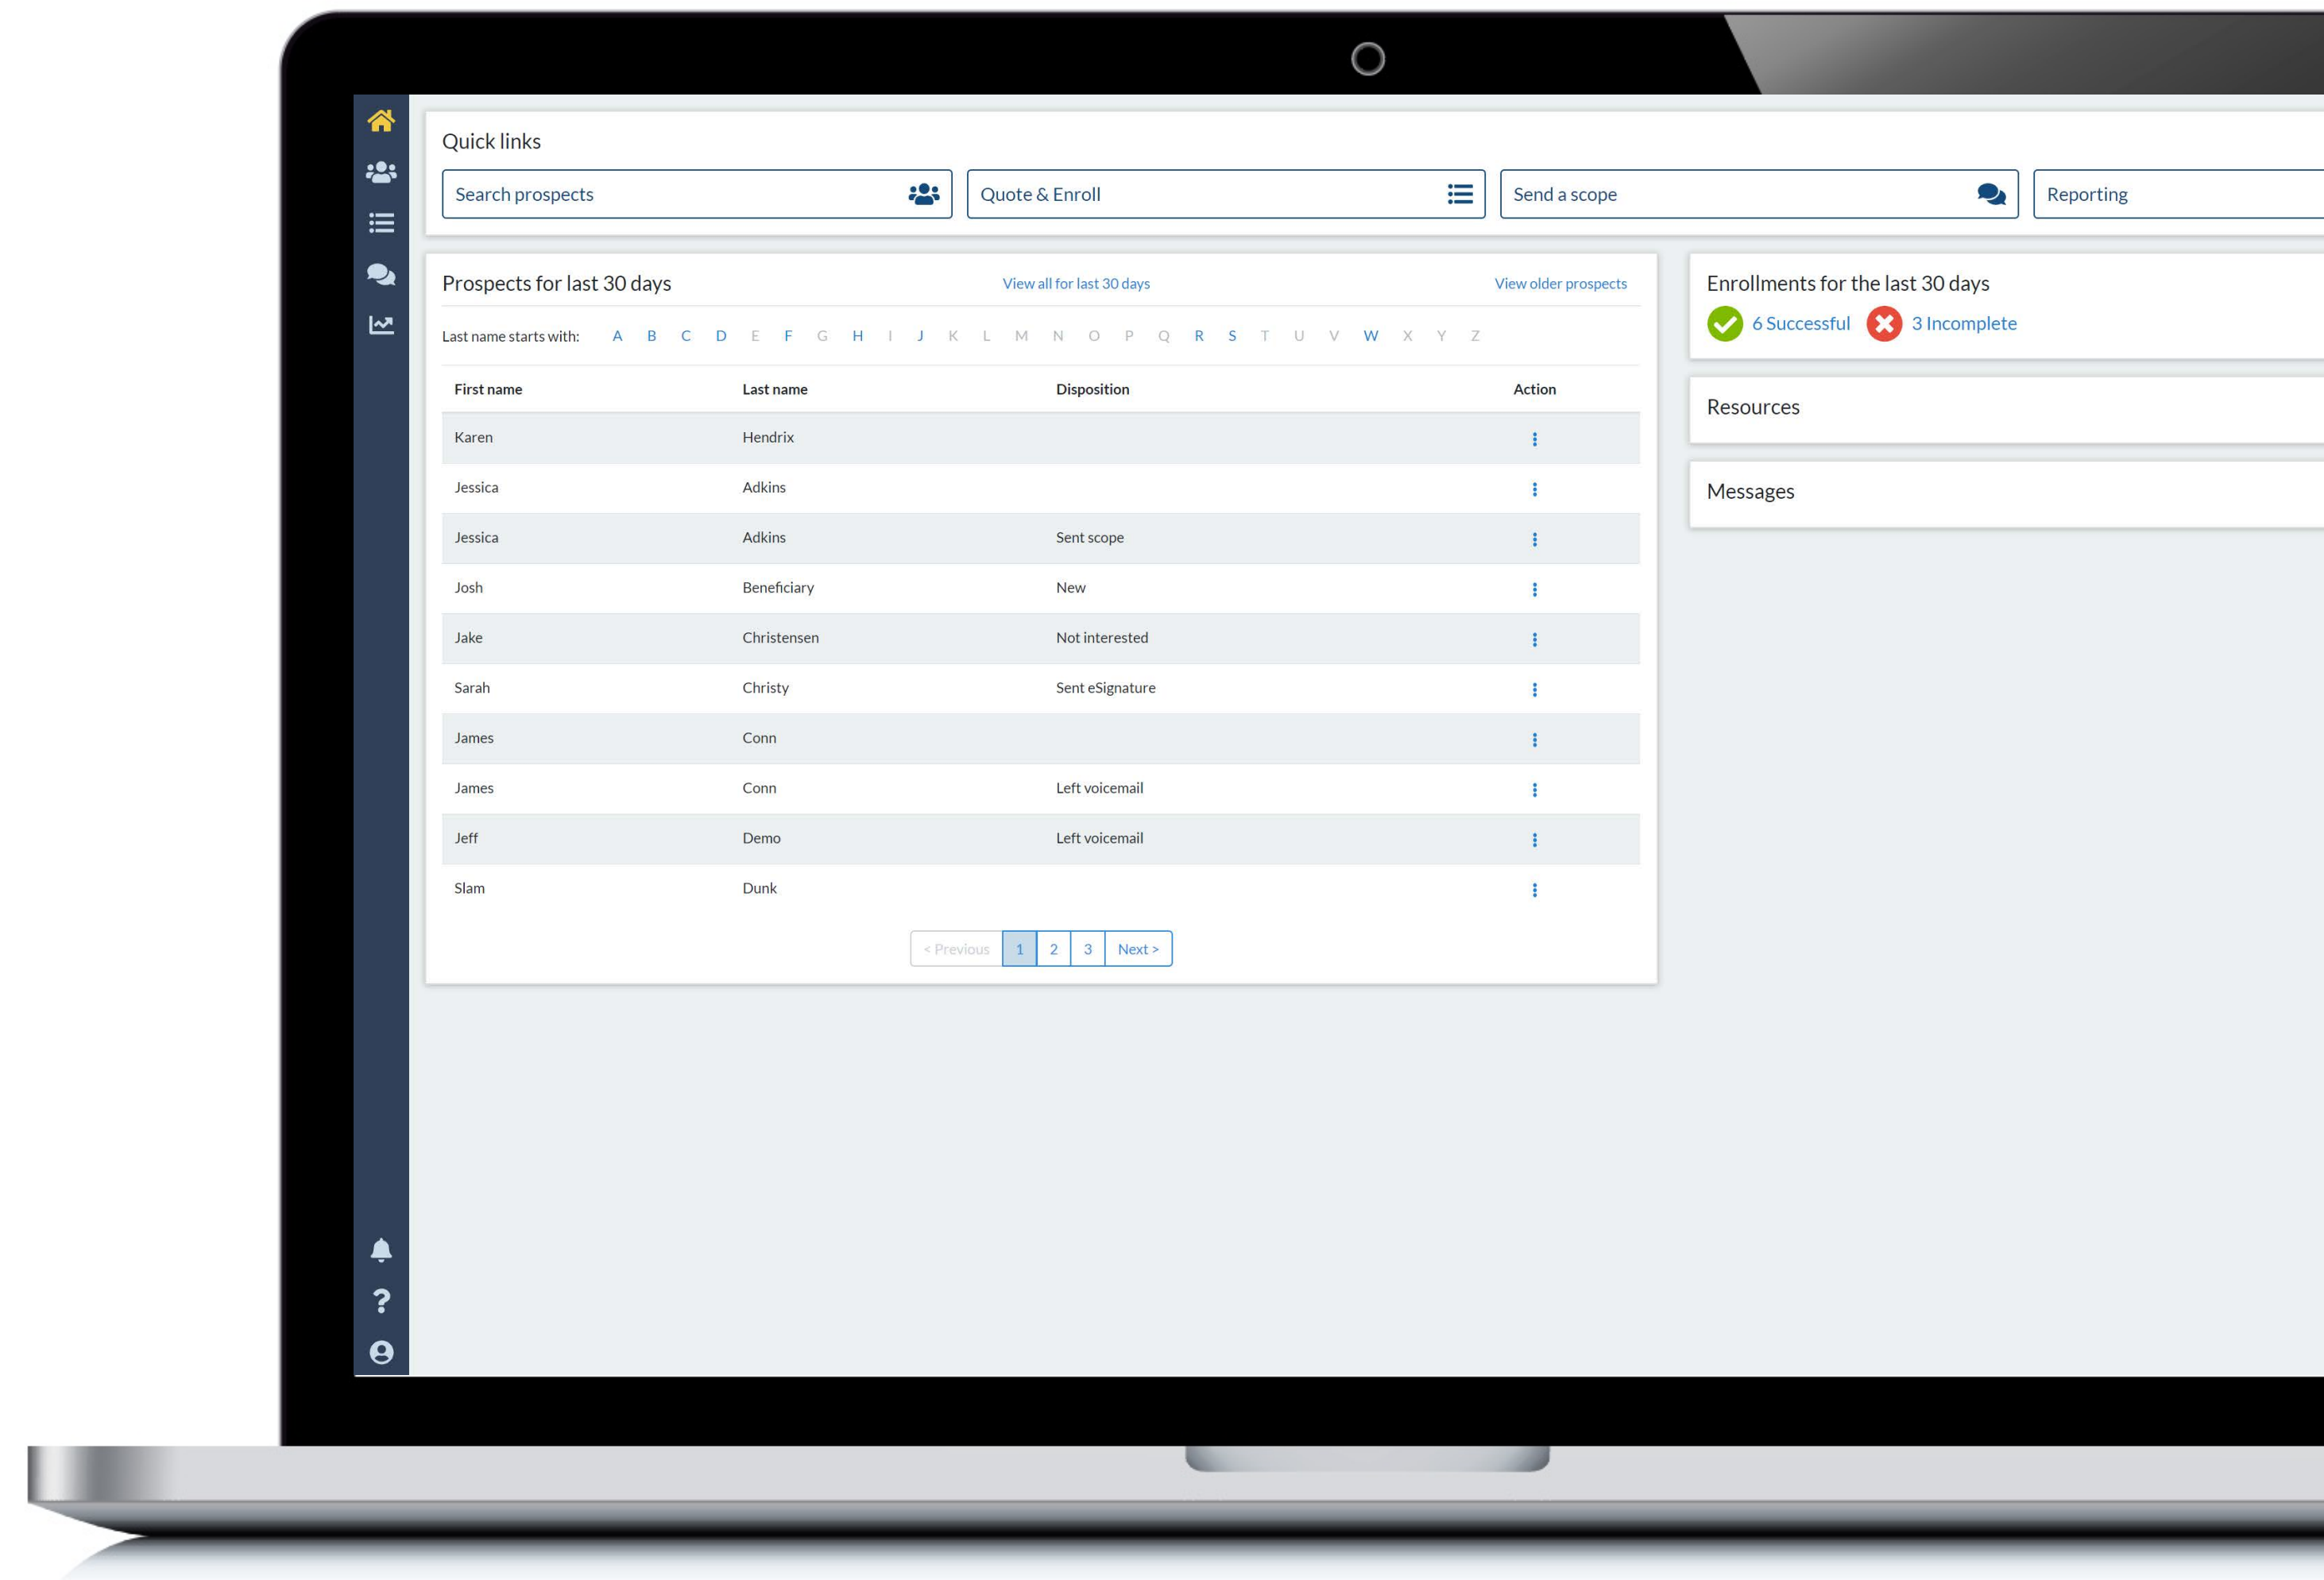 Quick links
Search prospects
Quote & Enroll
Send a scope
Reporting
Prospects for last 30 days
View all for last 30 days
View older prospects
Last name starts with: A B C D E F G H I J K L M N O P Q R S T U V W X Y Z
First name Last name Disposition Action
Karen Hendrix
Jessica Adkins
Jessica Adkins Sent scope
Josh Beneficiary New
Jake Christensen Not interested
Sarah Christy Sent eSignature
James Conn
James Conn Left voicemail
Jeff Demo Left voicemail
Slam Dunk
< Previous 1 2 3 Next >
Enrollments for the last 30 days
6 Successful 3 Incomplete
Resources
Messages